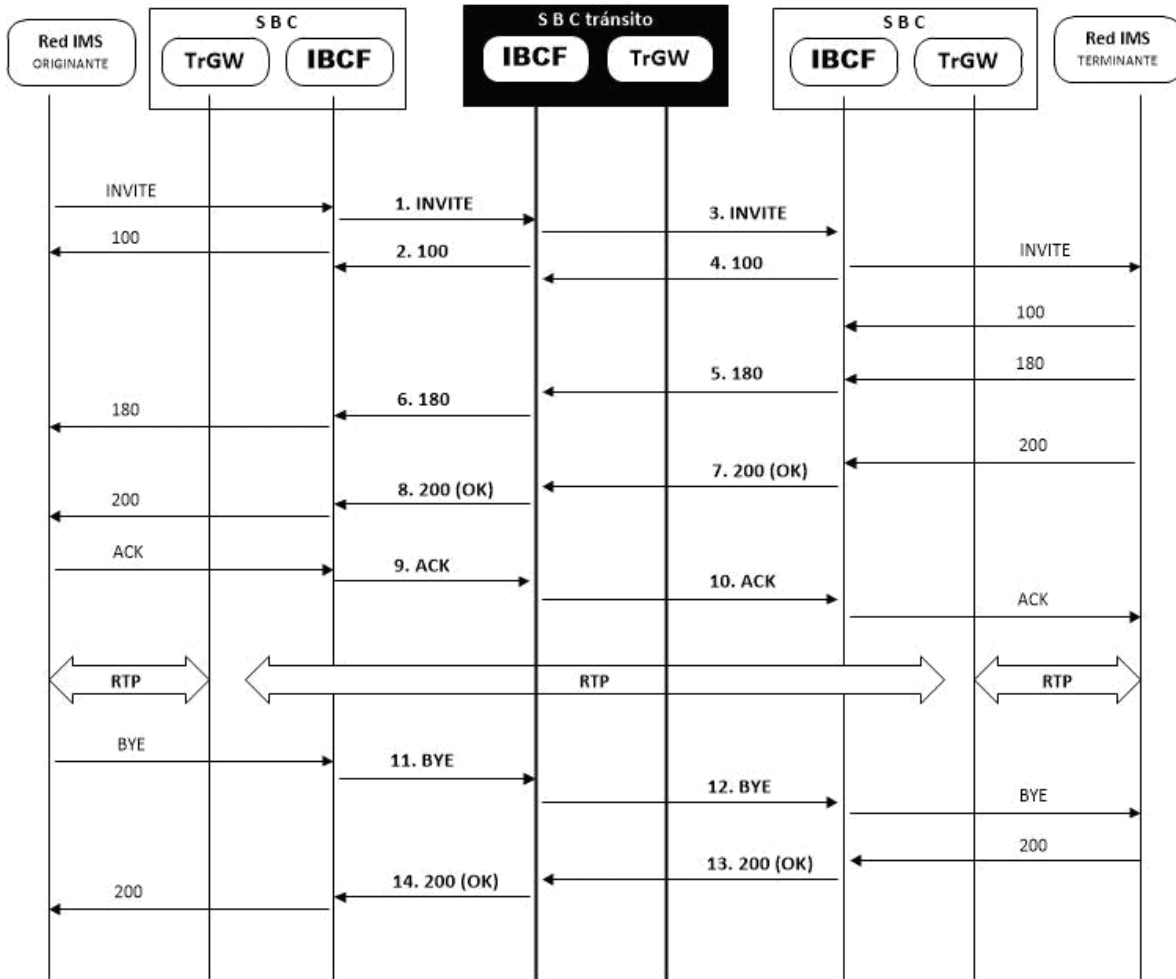 S B C
S B C tránsito
S B C
Red IMS
ORIGINANTE
TrGW
IBCF
IBCF
TrGW
IBCF
TrGW
Red IMS
TERMINANTE
INVITE
1. INVITE
3. INVITE
100
2. 100
4. 100
INVITE
100
180
5. 180
6. 180
180
200
7. 200 (OK)
8. 200 (OK)
200
ACK
9. ACK
10. ACK
ACK
RTP
RTP
RTP
BYE
11. BYE
12. BYE
BYE
200
13. 200 (OK)
14. 200 (OK)
200